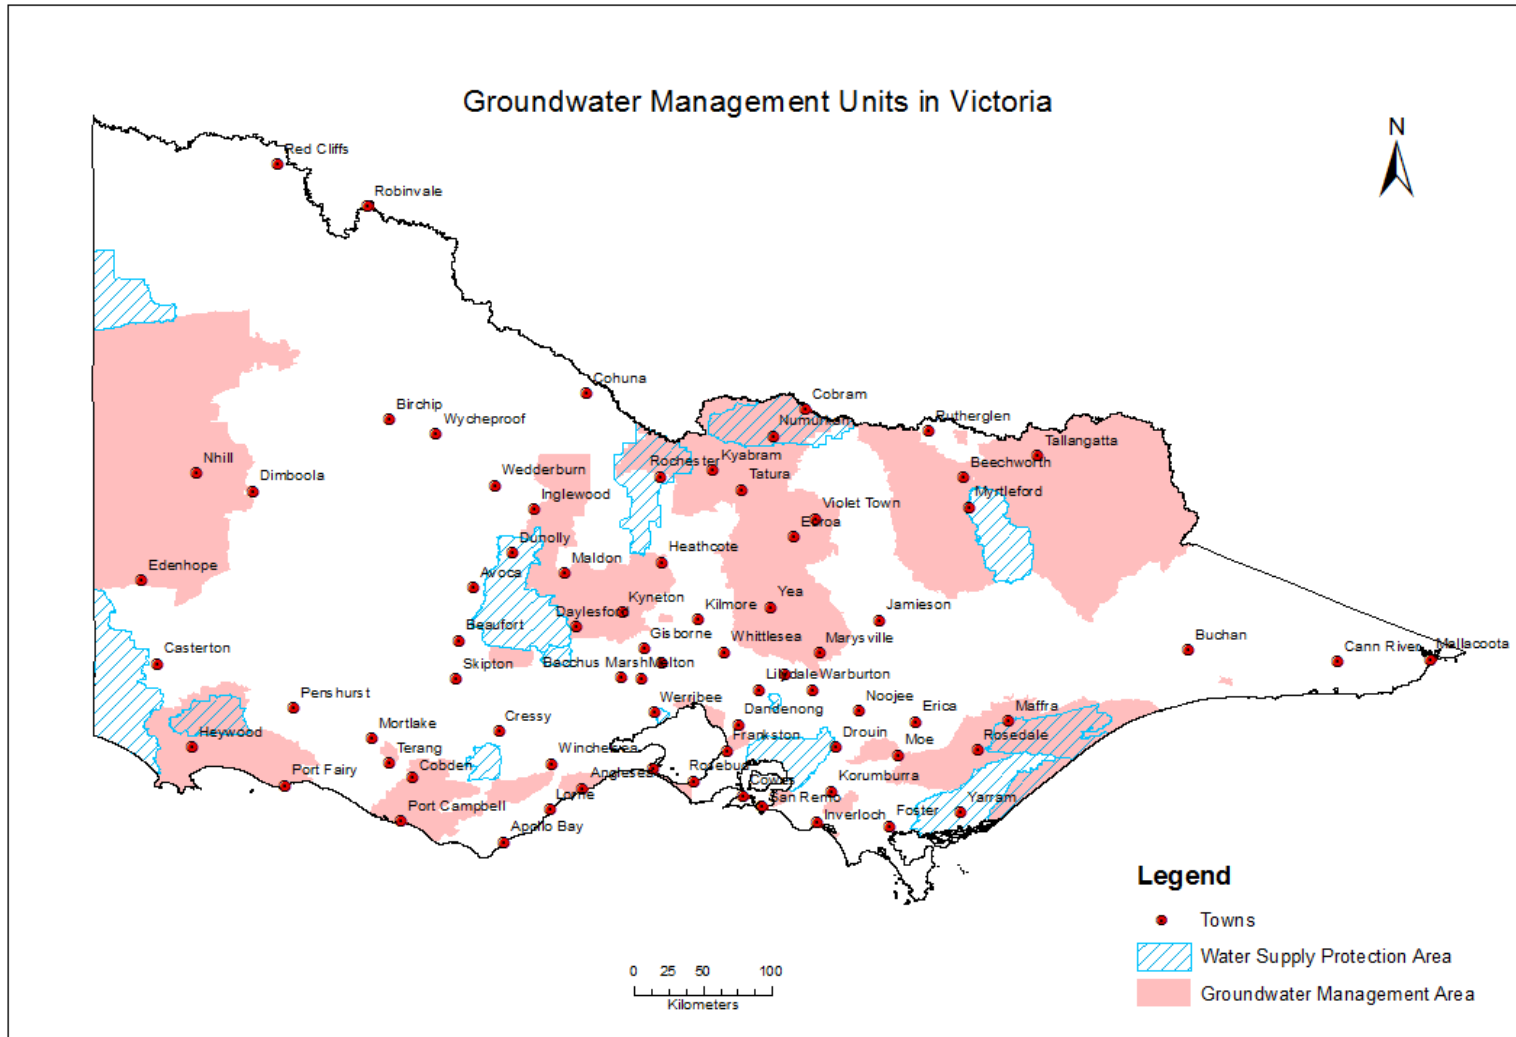 Groundwater Management Units in Victoria
N
Red Cliffs
Robinvale
Cohuna
Cobram
Birchip
Wycheproof
Numurkah
Rutherglen
Tallangatta
Nhill
Dimboola
Wedderburn
Rochester
Kyabram
Tatura
Beechworth
Inglewood
Violet Town
Myrtleford
Euroa
Dunolly
Maldon
Heathcote
Edenhope
Avoca
Kyneton
Yea
Daylesford
Kilmore
Jamieson
Beaufort
Gisborne
Whittlesea
Marysville
Buchan
Cann River
Mallacoota
Casterton
Skipton
Bacchus Marsh
Melton
Lilydale
Warburton
Penshurst
Werribee
Noojee
Erica
Maffra
Mortlake
Cressy
Dandenong
Heywood
Terang
Winchelsea
Frankston
Drouin
Moe
Rosedale
Port Fairy
Cobden
Anglesea
Rosebud
Cowes
Korumburra
Port Campbell
Lorne
San Remo
Inverloch
Foster
Yarram
Apollo Bay
Legend
Towns
Water Supply Protection Area
Groundwater Management Area
0 25 50 100
Kilometers